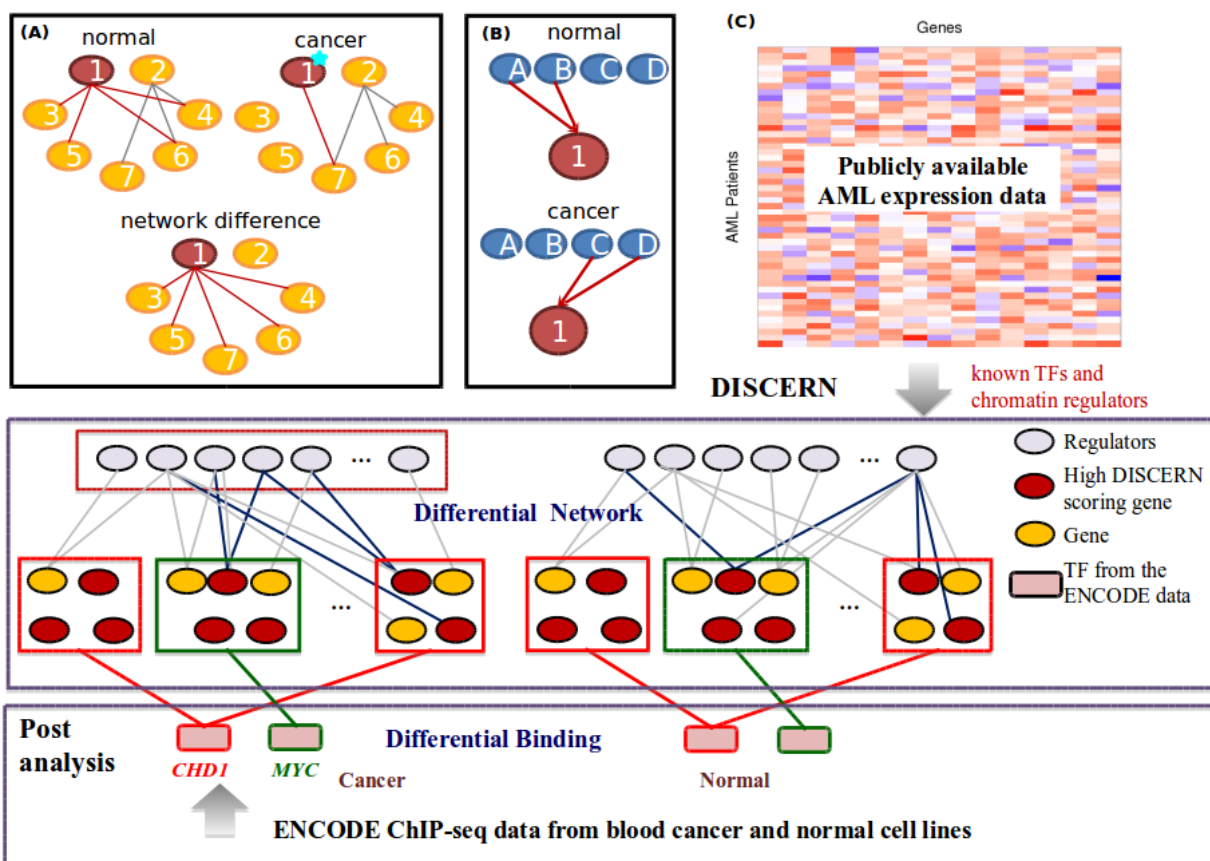 (A)
normal
1
2
3
4
5
6
7
cancer
1
2
3
4
5
6
7
network difference
1
2
3
4
5
6
7
(B)
normal
A B C D
1
cancer
A B C D
1
(C)
Genes
AML Patients
Publicly available
AML expression data
DISCERN
known TFs and
chromatin regulators
... ...
Differential Network
... ...
Regulators
High DISCERN
scoring gene
Gene
TF from the
ENCODE data
Post
analysis
Differential Binding
CHD1 MYC
Cancer
Normal
ENCODE ChIP-seq data from blood cancer and normal cell lines